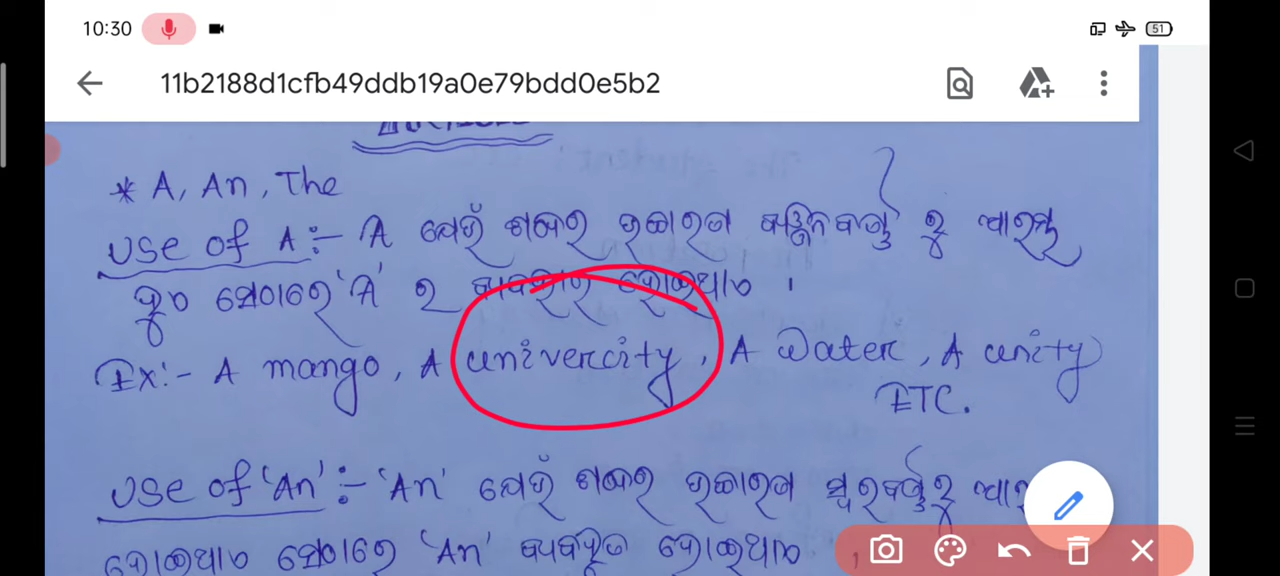 10:30
51
11b2188d1cfb49ddb19a0e79bdd0e5b2
* A, An, The
Use of A:- A ଯେଉଁ ଶବ୍ଦର ଉଚ୍ଚାରଣ ବ୍ୟଞ୍ଜନବର୍ଣ୍ଣ ରୁ ଆରମ୍ଭ
ହୁଏ ସେଠାରେ 'A' ର ବ୍ୟବହାର ହୋଇଥାଏ ।
Ex:- A mango, A univercity, A Water, A unity
ETC.
Use of 'An':- 'An' ଯେଉଁ ଶବ୍ଦର ଉଚ୍ଚାରଣ ସ୍ୱରବର୍ଣ୍ଣରୁ
ହୋଇଥାଏ ସେଠାରେ 'An' ବ୍ୟବହୃତ ହୋଇଥାଏ ।